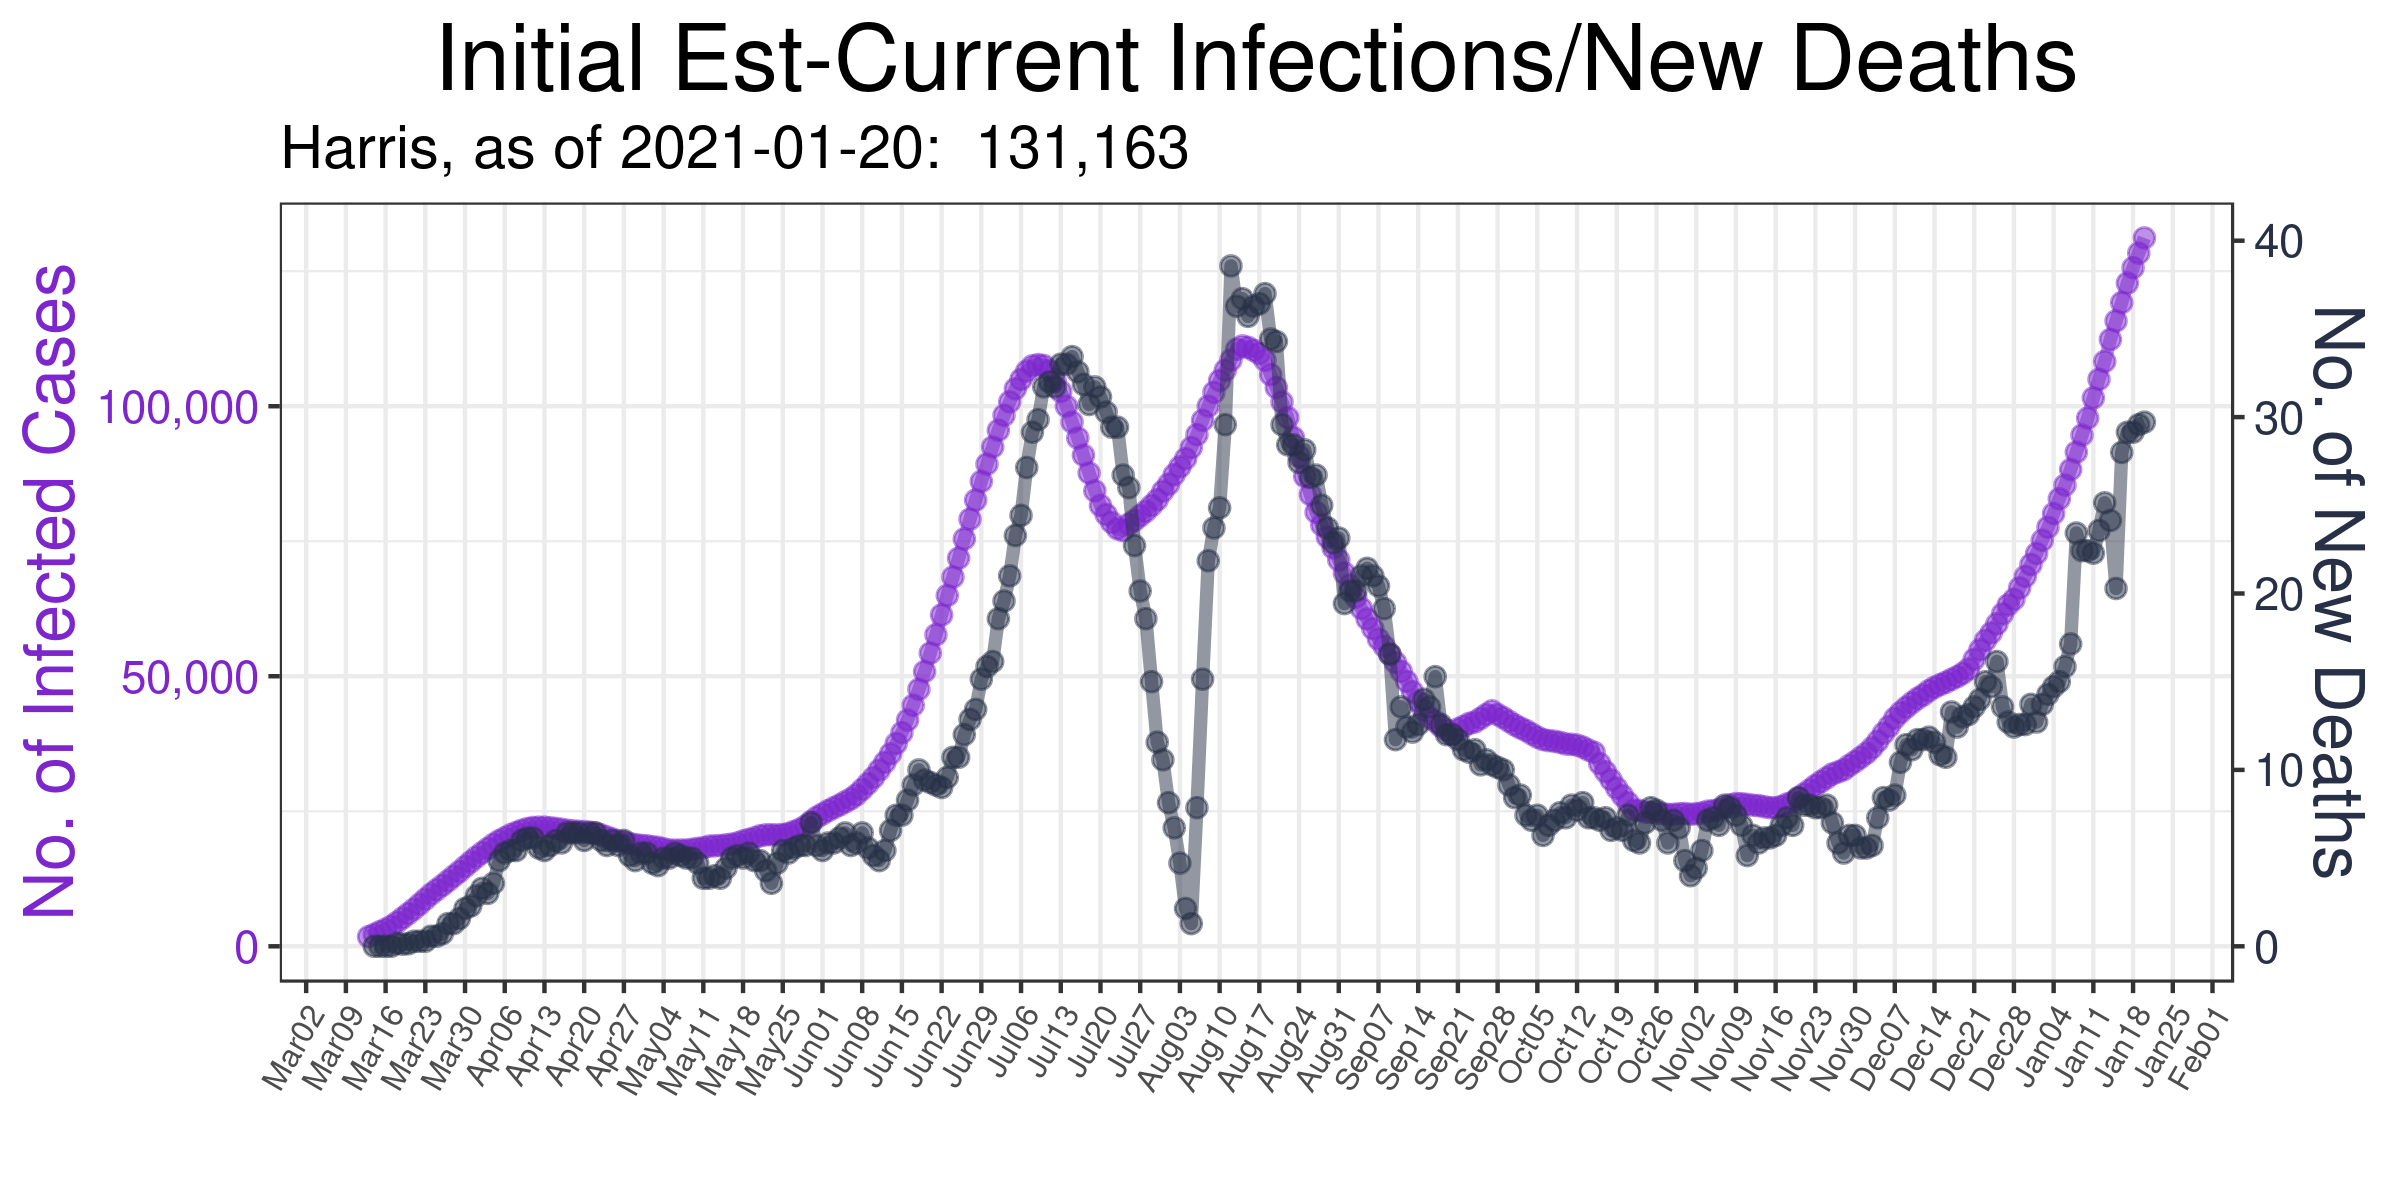 Initial Est-Current Infections/New Deaths
Harris, as of 2021-01-20:  131,163
No. of Infected Cases
100,000
50,000
0
40
30
20
10
0
No. of New Deaths
Mar02
Mar09
Mar16
Mar23
Mar30
Apr06
Apr13
Apr20
Apr27
May04
May11
May18
May25
Jun01
Jun08
Jun15
Jun22
Jun29
Jul06
Jul13
Jul20
Jul27
Aug03
Aug10
Aug17
Aug24
Aug31
Sep07
Sep14
Sep21
Sep28
Oct05
Oct12
Oct19
Oct26
Nov02
Nov09
Nov16
Nov23
Nov30
Dec07
Dec14
Dec21
Dec28
Jan04
Jan11
Jan18
Jan25
Feb01